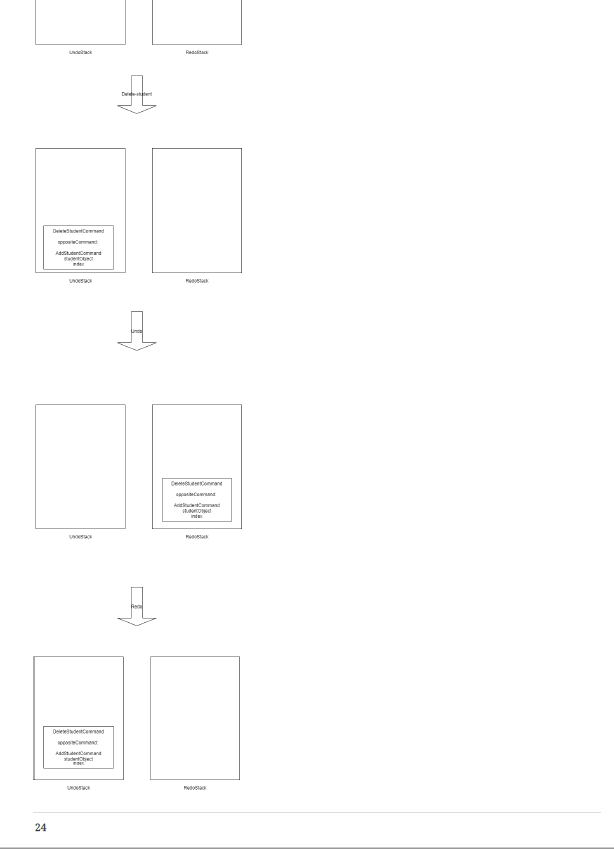 UndoStack
RedoStack
Delete-student
DeleteStudentCommand
oppositeCommand:
AddStudentCommand
studentObject
index
UndoStack
RedoStack
Undo
DeleteStudentCommand
oppositeCommand:
AddStudentCommand
studentObject
index
UndoStack
RedoStack
Redo
DeleteStudentCommand
oppositeCommand:
AddStudentCommand
studentObject
index
UndoStack
RedoStack
24